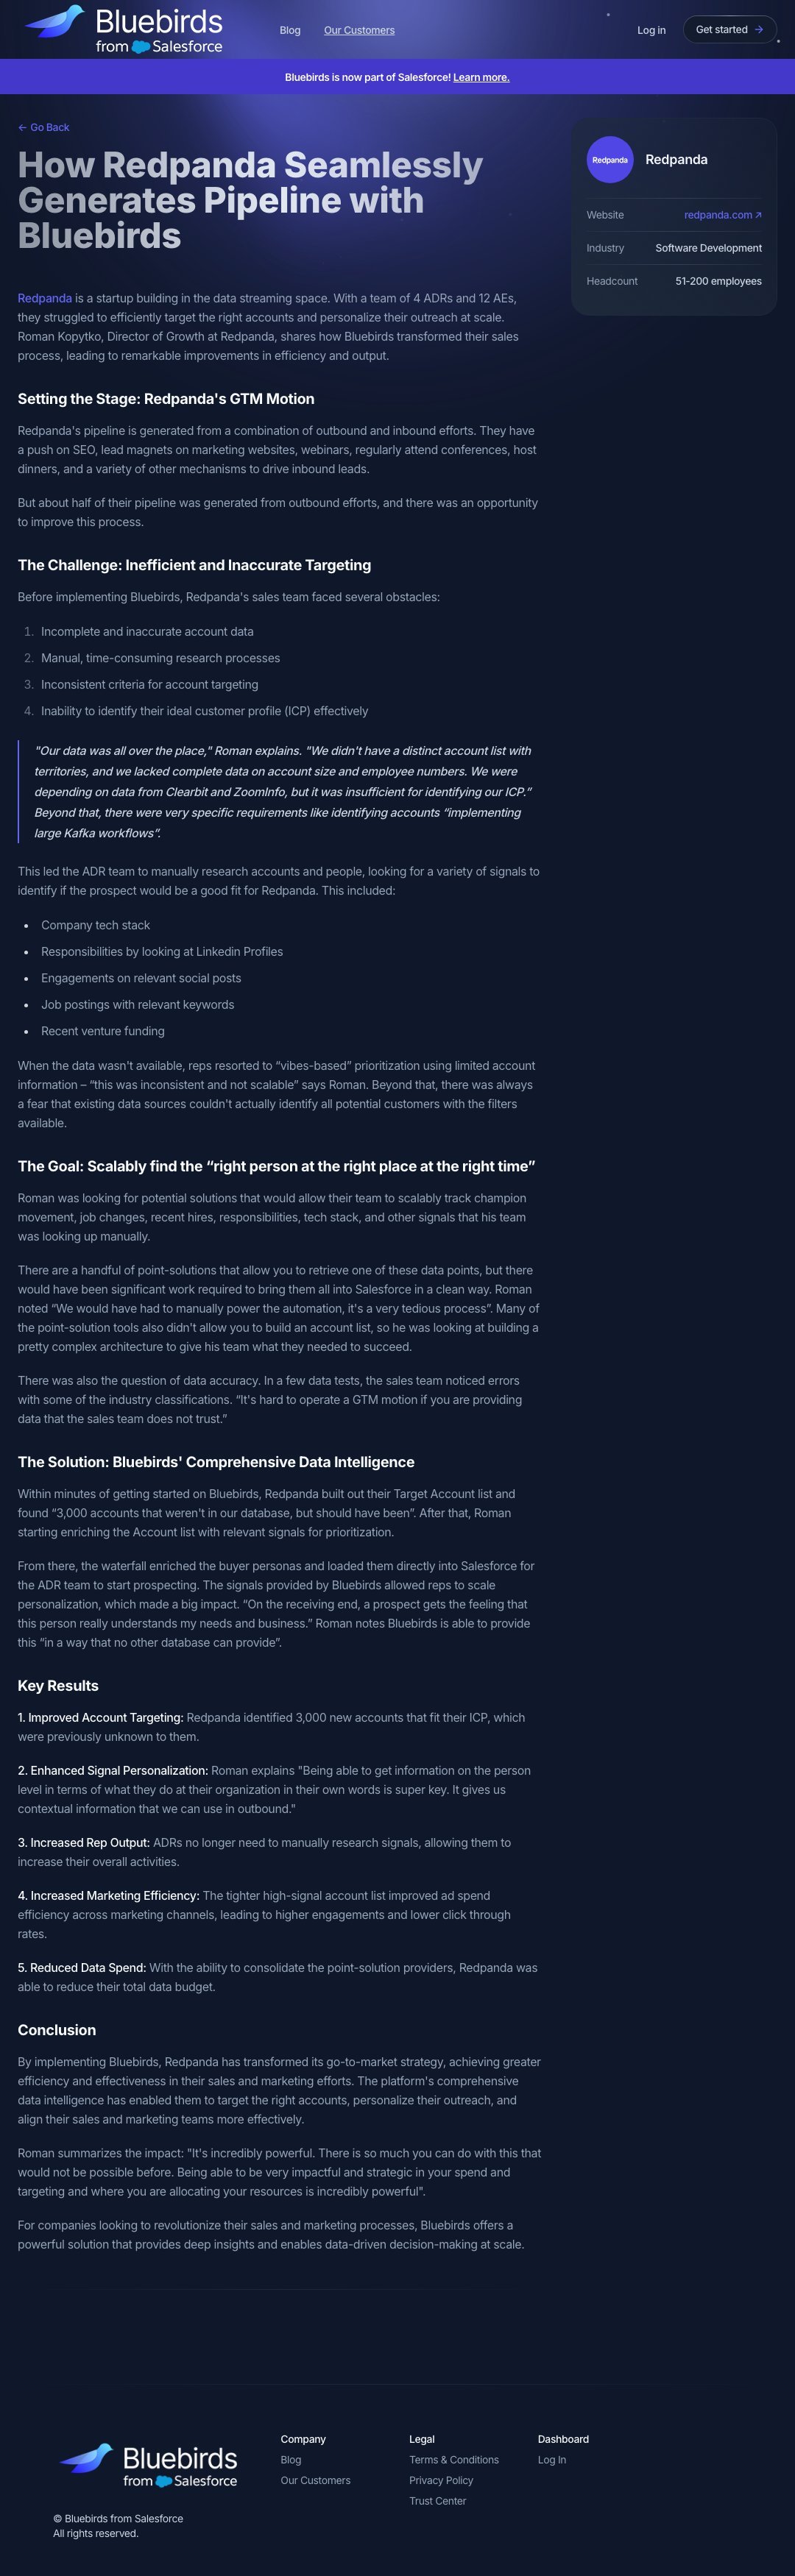 Bluebirds
from Salesforce
Blog
Our Customers
Log in
Get started →
Bluebirds is now part of Salesforce! Learn more.
← Go Back
How Redpanda Seamlessly
Generates Pipeline with
Bluebirds
Redpanda
Redpanda
Website
redpanda.com ↗
Industry
Software Development
Headcount
51-200 employees
Redpanda is a startup building in the data streaming space. With a team of 4 ADRs and 12 AEs,
they struggled to efficiently target the right accounts and personalize their outreach at scale.
Roman Kopytko, Director of Growth at Redpanda, shares how Bluebirds transformed their sales
process, leading to remarkable improvements in efficiency and output.
Setting the Stage: Redpanda's GTM Motion
Redpanda's pipeline is generated from a combination of outbound and inbound efforts. They have
a push on SEO, lead magnets on marketing websites, webinars, regularly attend conferences, host
dinners, and a variety of other mechanisms to drive inbound leads.
But about half of their pipeline was generated from outbound efforts, and there was an opportunity
to improve this process.
The Challenge: Inefficient and Inaccurate Targeting
Before implementing Bluebirds, Redpanda's sales team faced several obstacles:
1. Incomplete and inaccurate account data
2. Manual, time-consuming research processes
3. Inconsistent criteria for account targeting
4. Inability to identify their ideal customer profile (ICP) effectively
"Our data was all over the place," Roman explains. "We didn't have a distinct account list with
territories, and we lacked complete data on account size and employee numbers. We were
depending on data from Clearbit and ZoomInfo, but it was insufficient for identifying our ICP.”
Beyond that, there were very specific requirements like identifying accounts “implementing
large Kafka workflows”.
This led the ADR team to manually research accounts and people, looking for a variety of signals to
identify if the prospect would be a good fit for Redpanda. This included:
• Company tech stack
• Responsibilities by looking at Linkedin Profiles
• Engagements on relevant social posts
• Job postings with relevant keywords
• Recent venture funding
When the data wasn't available, reps resorted to “vibes-based” prioritization using limited account
information – “this was inconsistent and not scalable” says Roman. Beyond that, there was always
a fear that existing data sources couldn't actually identify all potential customers with the filters
available.
The Goal: Scalably find the “right person at the right place at the right time”
Roman was looking for potential solutions that would allow their team to scalably track champion
movement, job changes, recent hires, responsibilities, tech stack, and other signals that his team
was looking up manually.
There are a handful of point-solutions that allow you to retrieve one of these data points, but there
would have been significant work required to bring them all into Salesforce in a clean way. Roman
noted “We would have had to manually power the automation, it's a very tedious process”. Many of
the point-solution tools also didn't allow you to build an account list, so he was looking at building a
pretty complex architecture to give his team what they needed to succeed.
There was also the question of data accuracy. In a few data tests, the sales team noticed errors
with some of the industry classifications. “It's hard to operate a GTM motion if you are providing
data that the sales team does not trust.”
The Solution: Bluebirds' Comprehensive Data Intelligence
Within minutes of getting started on Bluebirds, Redpanda built out their Target Account list and
found “3,000 accounts that weren't in our database, but should have been”. After that, Roman
starting enriching the Account list with relevant signals for prioritization.
From there, the waterfall enriched the buyer personas and loaded them directly into Salesforce for
the ADR team to start prospecting. The signals provided by Bluebirds allowed reps to scale
personalization, which made a big impact. “On the receiving end, a prospect gets the feeling that
this person really understands my needs and business.” Roman notes Bluebirds is able to provide
this “in a way that no other database can provide”.
Key Results
1. Improved Account Targeting: Redpanda identified 3,000 new accounts that fit their ICP, which
were previously unknown to them.
2. Enhanced Signal Personalization: Roman explains "Being able to get information on the person
level in terms of what they do at their organization in their own words is super key. It gives us
contextual information that we can use in outbound."
3. Increased Rep Output: ADRs no longer need to manually research signals, allowing them to
increase their overall activities.
4. Increased Marketing Efficiency: The tighter high-signal account list improved ad spend
efficiency across marketing channels, leading to higher engagements and lower click through
rates.
5. Reduced Data Spend: With the ability to consolidate the point-solution providers, Redpanda was
able to reduce their total data budget.
Conclusion
By implementing Bluebirds, Redpanda has transformed its go-to-market strategy, achieving greater
efficiency and effectiveness in their sales and marketing efforts. The platform's comprehensive
data intelligence has enabled them to target the right accounts, personalize their outreach, and
align their sales and marketing teams more effectively.
Roman summarizes the impact: "It's incredibly powerful. There is so much you can do with this that
would not be possible before. Being able to be very impactful and strategic in your spend and
targeting and where you are allocating your resources is incredibly powerful".
For companies looking to revolutionize their sales and marketing processes, Bluebirds offers a
powerful solution that provides deep insights and enables data-driven decision-making at scale.
Bluebirds
from Salesforce
© Bluebirds from Salesforce
All rights reserved.
Company
Blog
Our Customers
Legal
Terms & Conditions
Privacy Policy
Trust Center
Dashboard
Log In